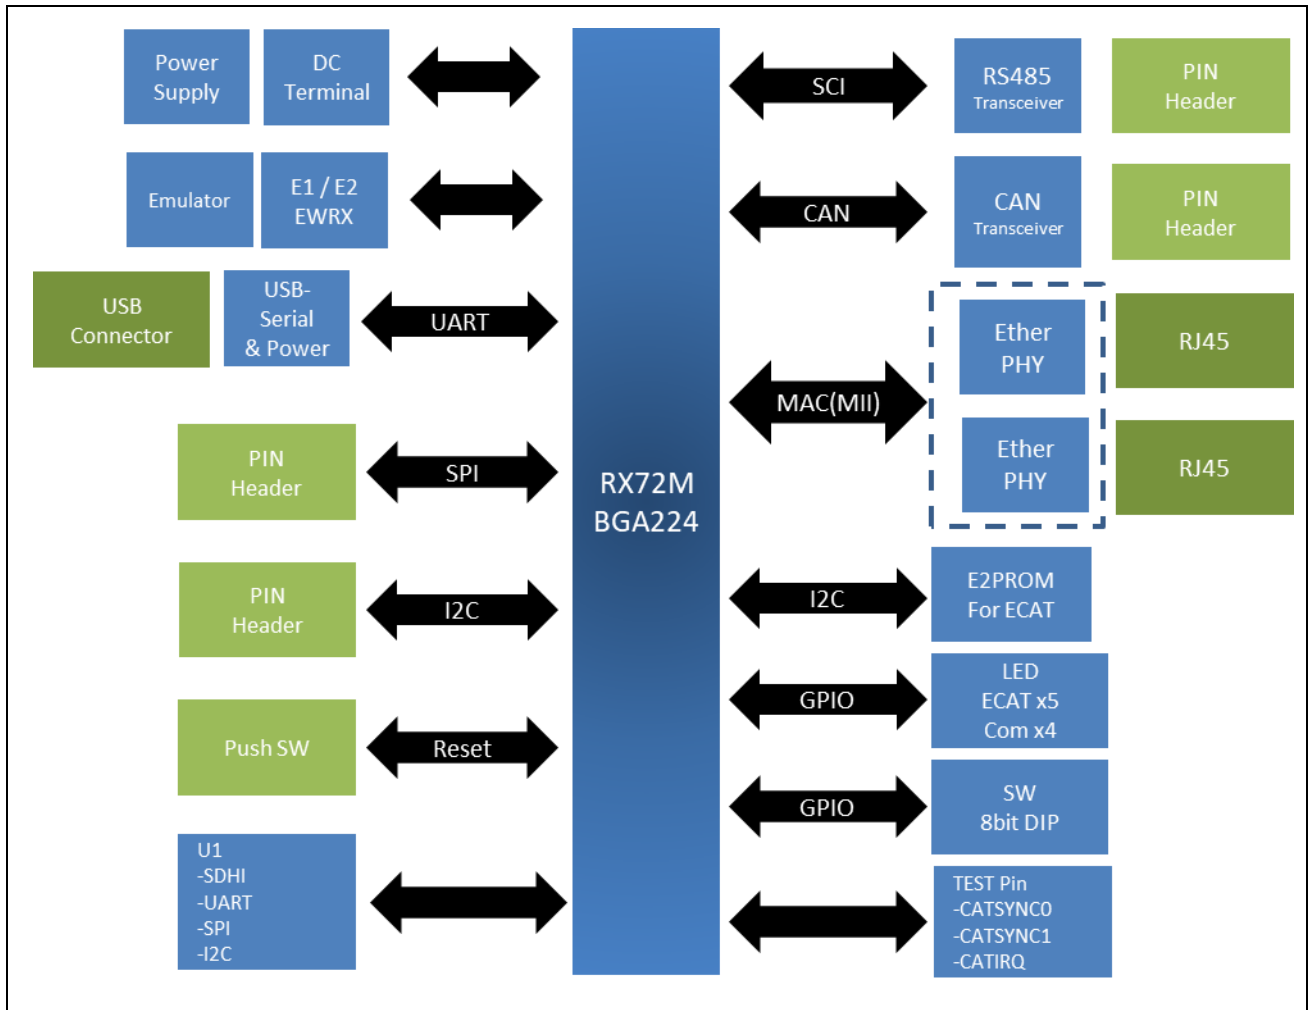 Power
Supply
DC
Terminal
Emulator
E1 / E2
EWRX
USB
Connector
USB-
Serial
& Power
UART
PIN
Header
SPI
PIN
Header
I2C
Push SW
Reset
U1
-SDHI
-UART
-SPI
-I2C
RX72M
BGA224
SCI
RS485
Transceiver
PIN
Header
CAN
CAN
Transceiver
PIN
Header
MAC(MII)
Ether
PHY
RJ45
Ether
PHY
RJ45
I2C
E2PROM
For ECAT
GPIO
LED
ECAT x5
Com x4
GPIO
SW
8bit DIP
TEST Pin
-CATSYNC0
-CATSYNC1
-CATIRQ